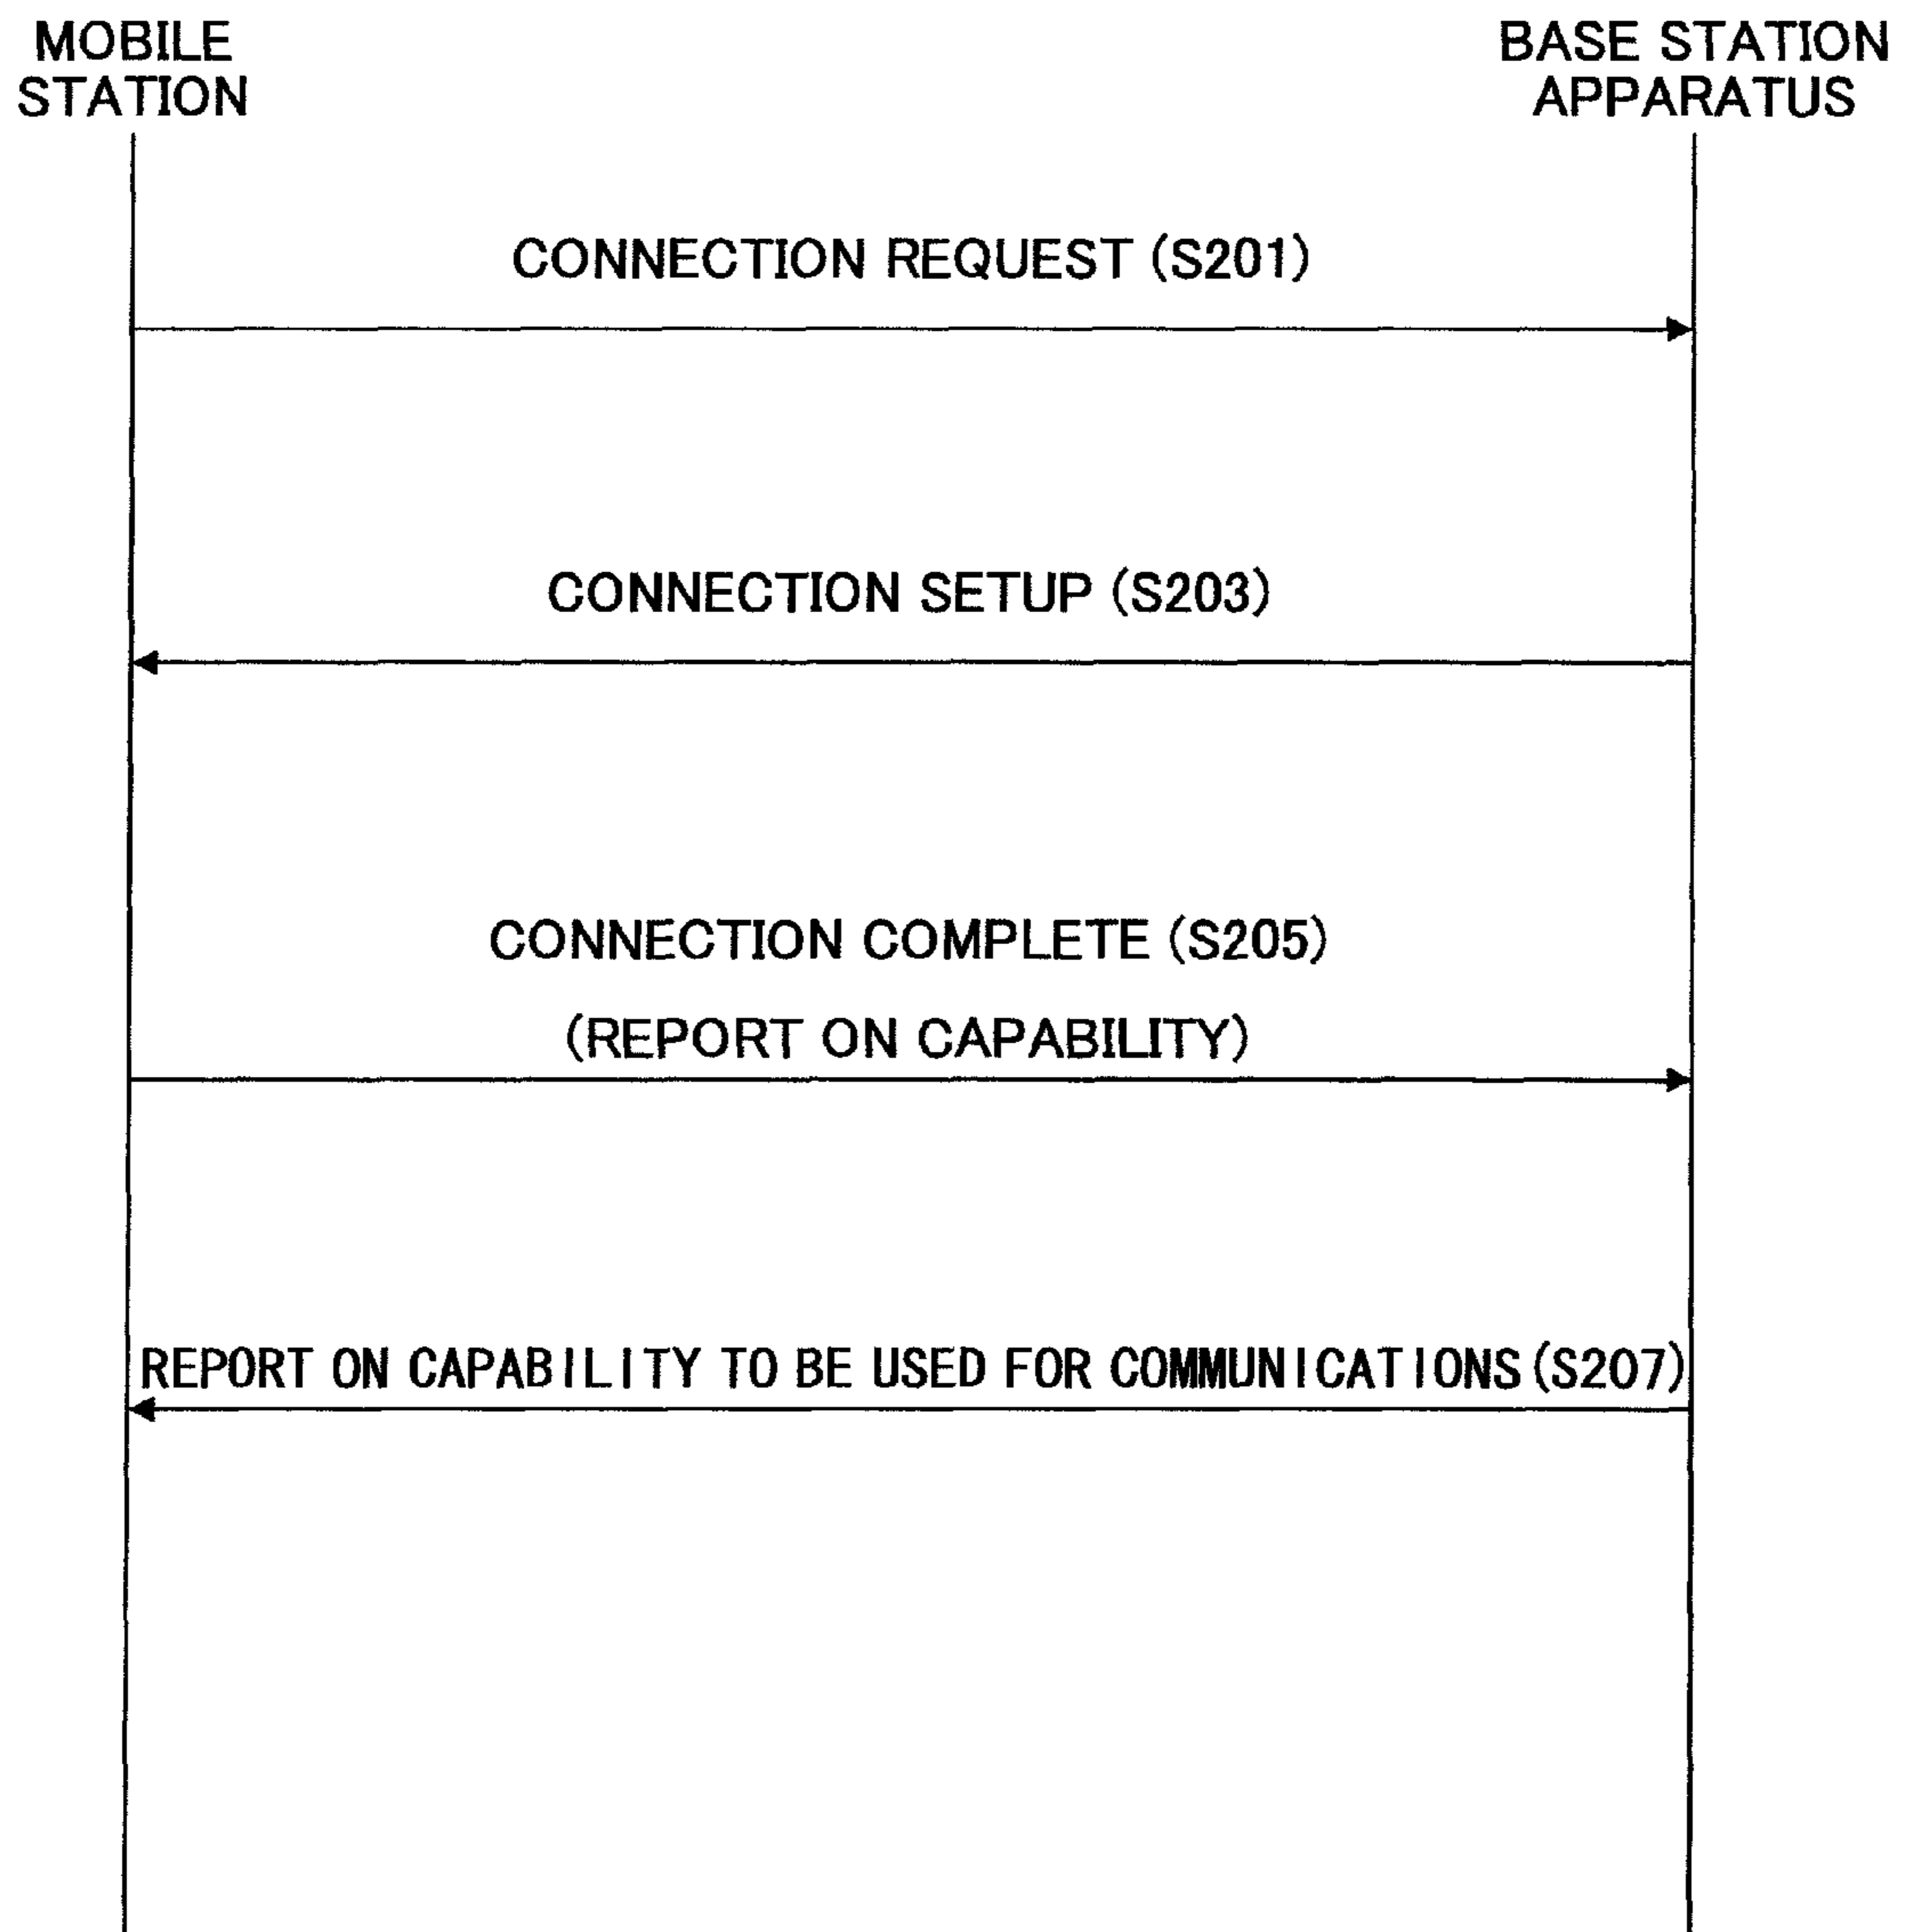 MOBILE
STATION
BASE STATION
APPARATUS
CONNECTION REQUEST (S201)
CONNECTION SETUP (S203)
CONNECTION COMPLETE (S205)
(REPORT ON CAPABILITY)
REPORT ON CAPABILITY TO BE USED FOR COMMUNICATIONS (S207)